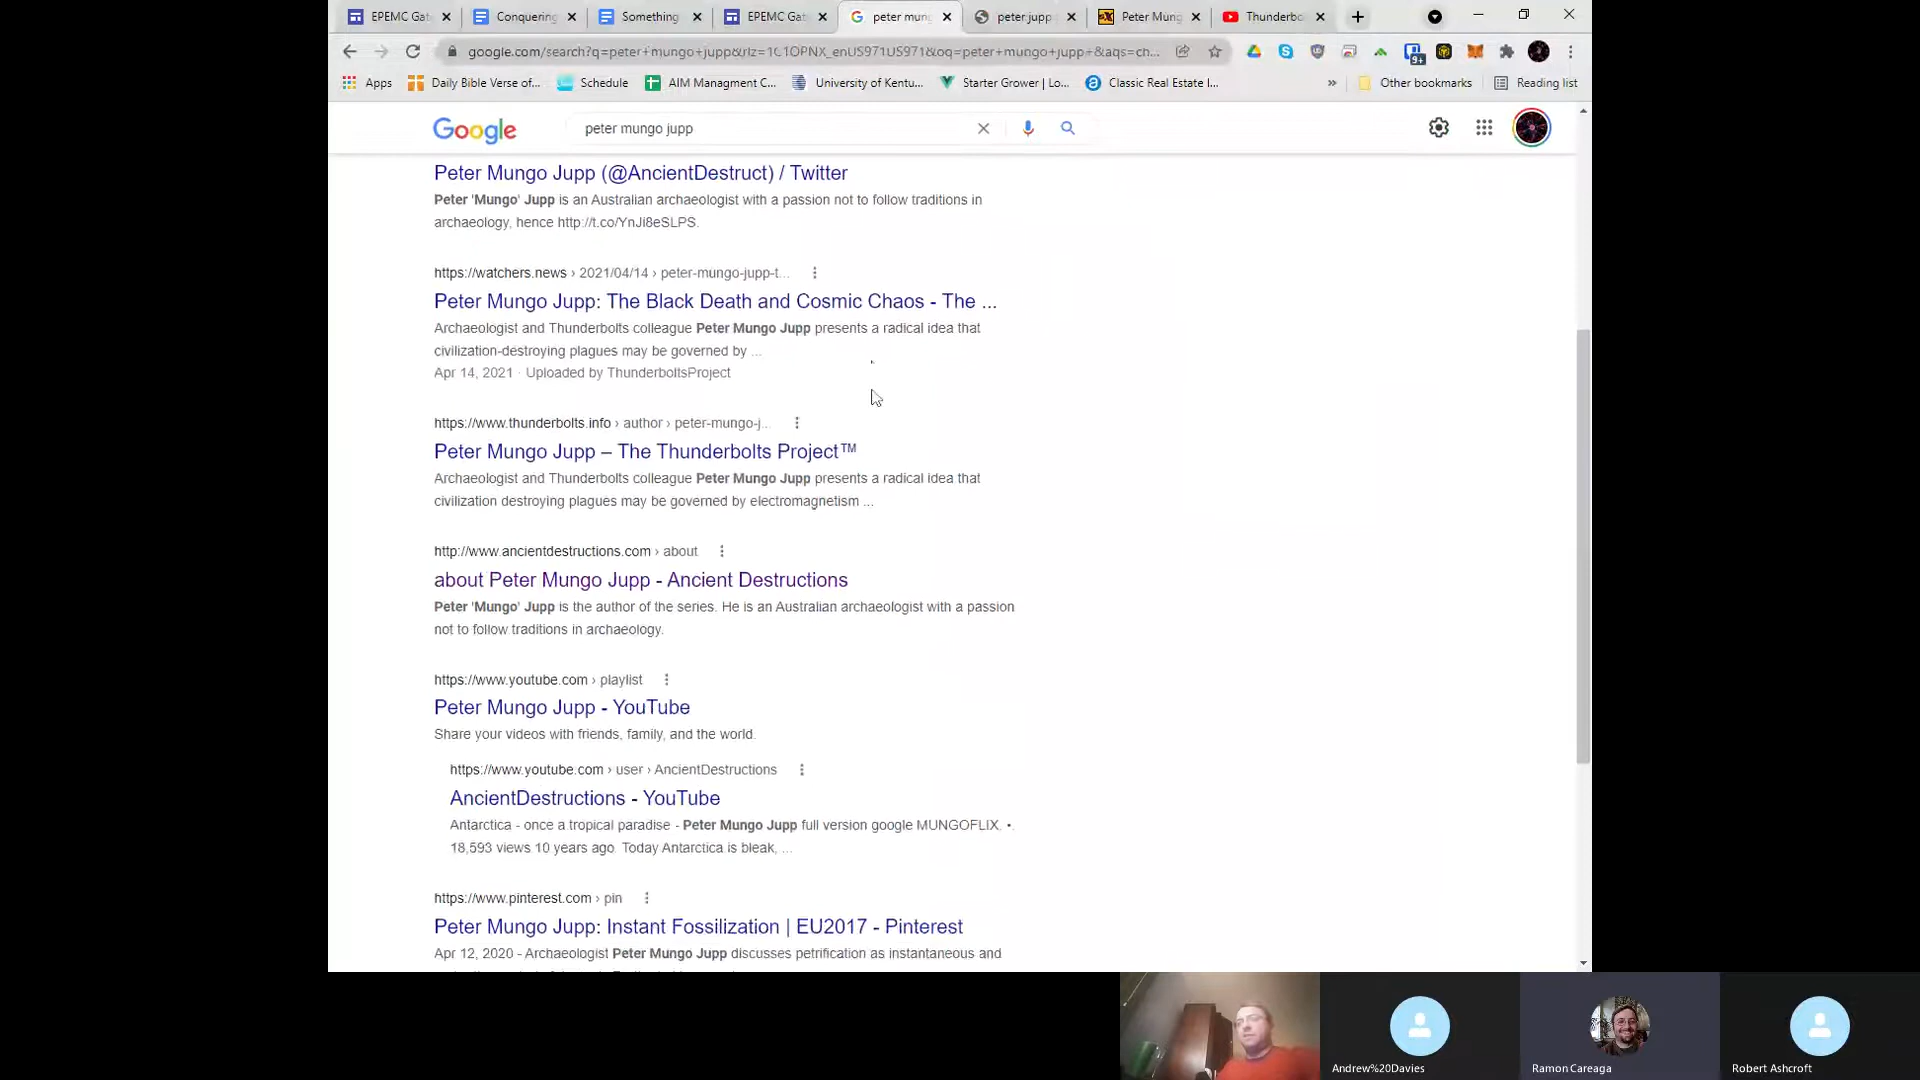 EPEMC Gat
Conquering
Something
EPEMC Gat
peter mung
peter jupp
Peter Mung
Thunderbo
google.com/search?q=peter+mungo+jupp&rlz=1C1OPNX_enUS971US971&oq=peter+mungo+jupp+&aqs=ch...
9+
Apps
Daily Bible Verse of...
Schedule
AIM Managment C...
University of Kentu...
Starter Grower | Lo...
Classic Real Estate I...
»
Other bookmarks
Reading list
Google
peter mungo jupp
Peter Mungo Jupp (@AncientDestruct) / Twitter
Peter 'Mungo' Jupp is an Australian archaeologist with a passion not to follow traditions in
archaeology, hence http://t.co/YnJi8eSLPS.
https://watchers.news › 2021/04/14 › peter-mungo-jupp-t...
Peter Mungo Jupp: The Black Death and Cosmic Chaos - The ...
Archaeologist and Thunderbolts colleague Peter Mungo Jupp presents a radical idea that
civilization-destroying plagues may be governed by ...
Apr 14, 2021 · Uploaded by ThunderboltsProject
https://www.thunderbolts.info › author › peter-mungo-j...
Peter Mungo Jupp – The Thunderbolts Project™
Archaeologist and Thunderbolts colleague Peter Mungo Jupp presents a radical idea that
civilization destroying plagues may be governed by electromagnetism ...
http://www.ancientdestructions.com › about
about Peter Mungo Jupp - Ancient Destructions
Peter 'Mungo' Jupp is the author of the series. He is an Australian archaeologist with a passion
not to follow traditions in archaeology.
https://www.youtube.com › playlist
Peter Mungo Jupp - YouTube
Share your videos with friends, family, and the world.
https://www.youtube.com › user › AncientDestructions
AncientDestructions - YouTube
Antarctica - once a tropical paradise - Peter Mungo Jupp full version google MUNGOFLIX. •.
18,593 views 10 years ago. Today Antarctica is bleak, ...
https://www.pinterest.com › pin
Peter Mungo Jupp: Instant Fossilization | EU2017 - Pinterest
Apr 12, 2020 - Archaeologist Peter Mungo Jupp discusses petrification as instantaneous and
Andrew%20Davies
Ramon Careaga
Robert Ashcroft